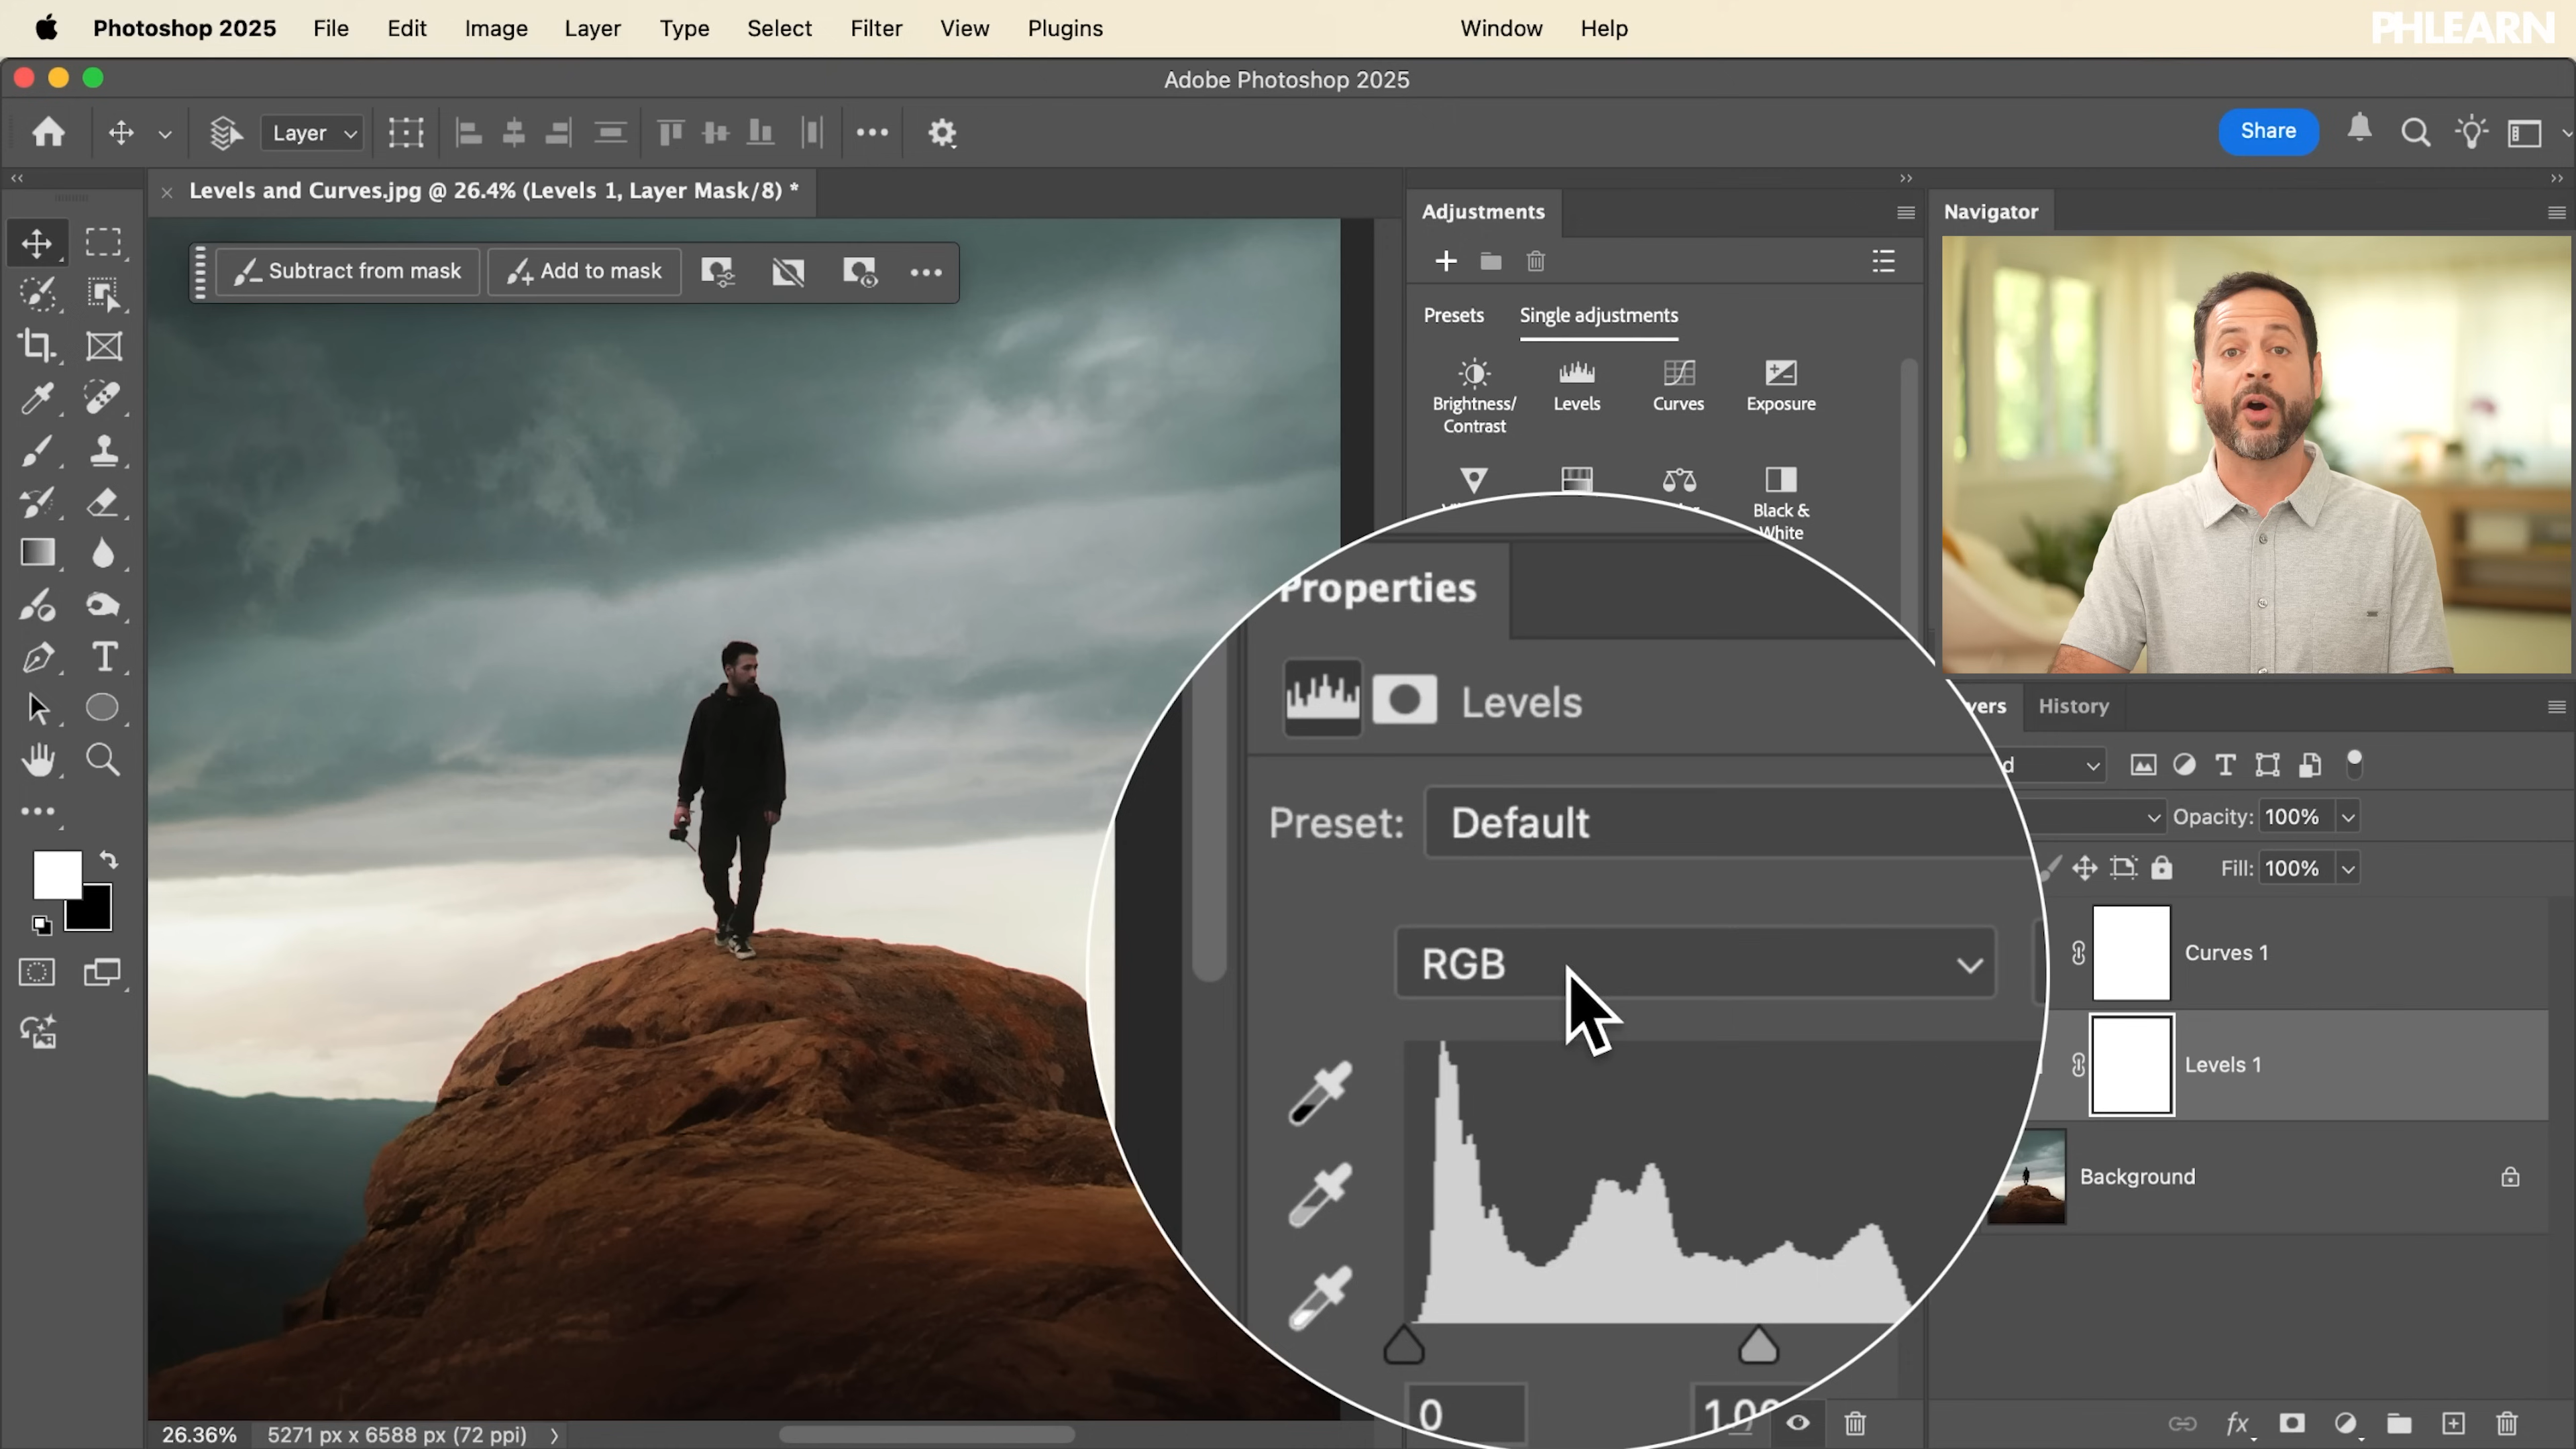 Photoshop 2025 File Edit Image Layer Type Select Filter View Plugins Window Help
PHLEARN
Adobe Photoshop 2025
Layer
Share
Levels and Curves.jpg @ 26.4% (Levels 1, Layer Mask/8) *
Subtract from mask
Add to mask
Adjustments
Presets
Single adjustments
Brightness/
Contrast
Levels
Curves
Exposure
Black &
White
Navigator
Properties
Levels
Preset: Default
RGB
0
1.00
History
Opacity: 100%
Fill: 100%
Curves 1
Levels 1
Background
fx
26.36% 5271 px x 6588 px (72 ppi)